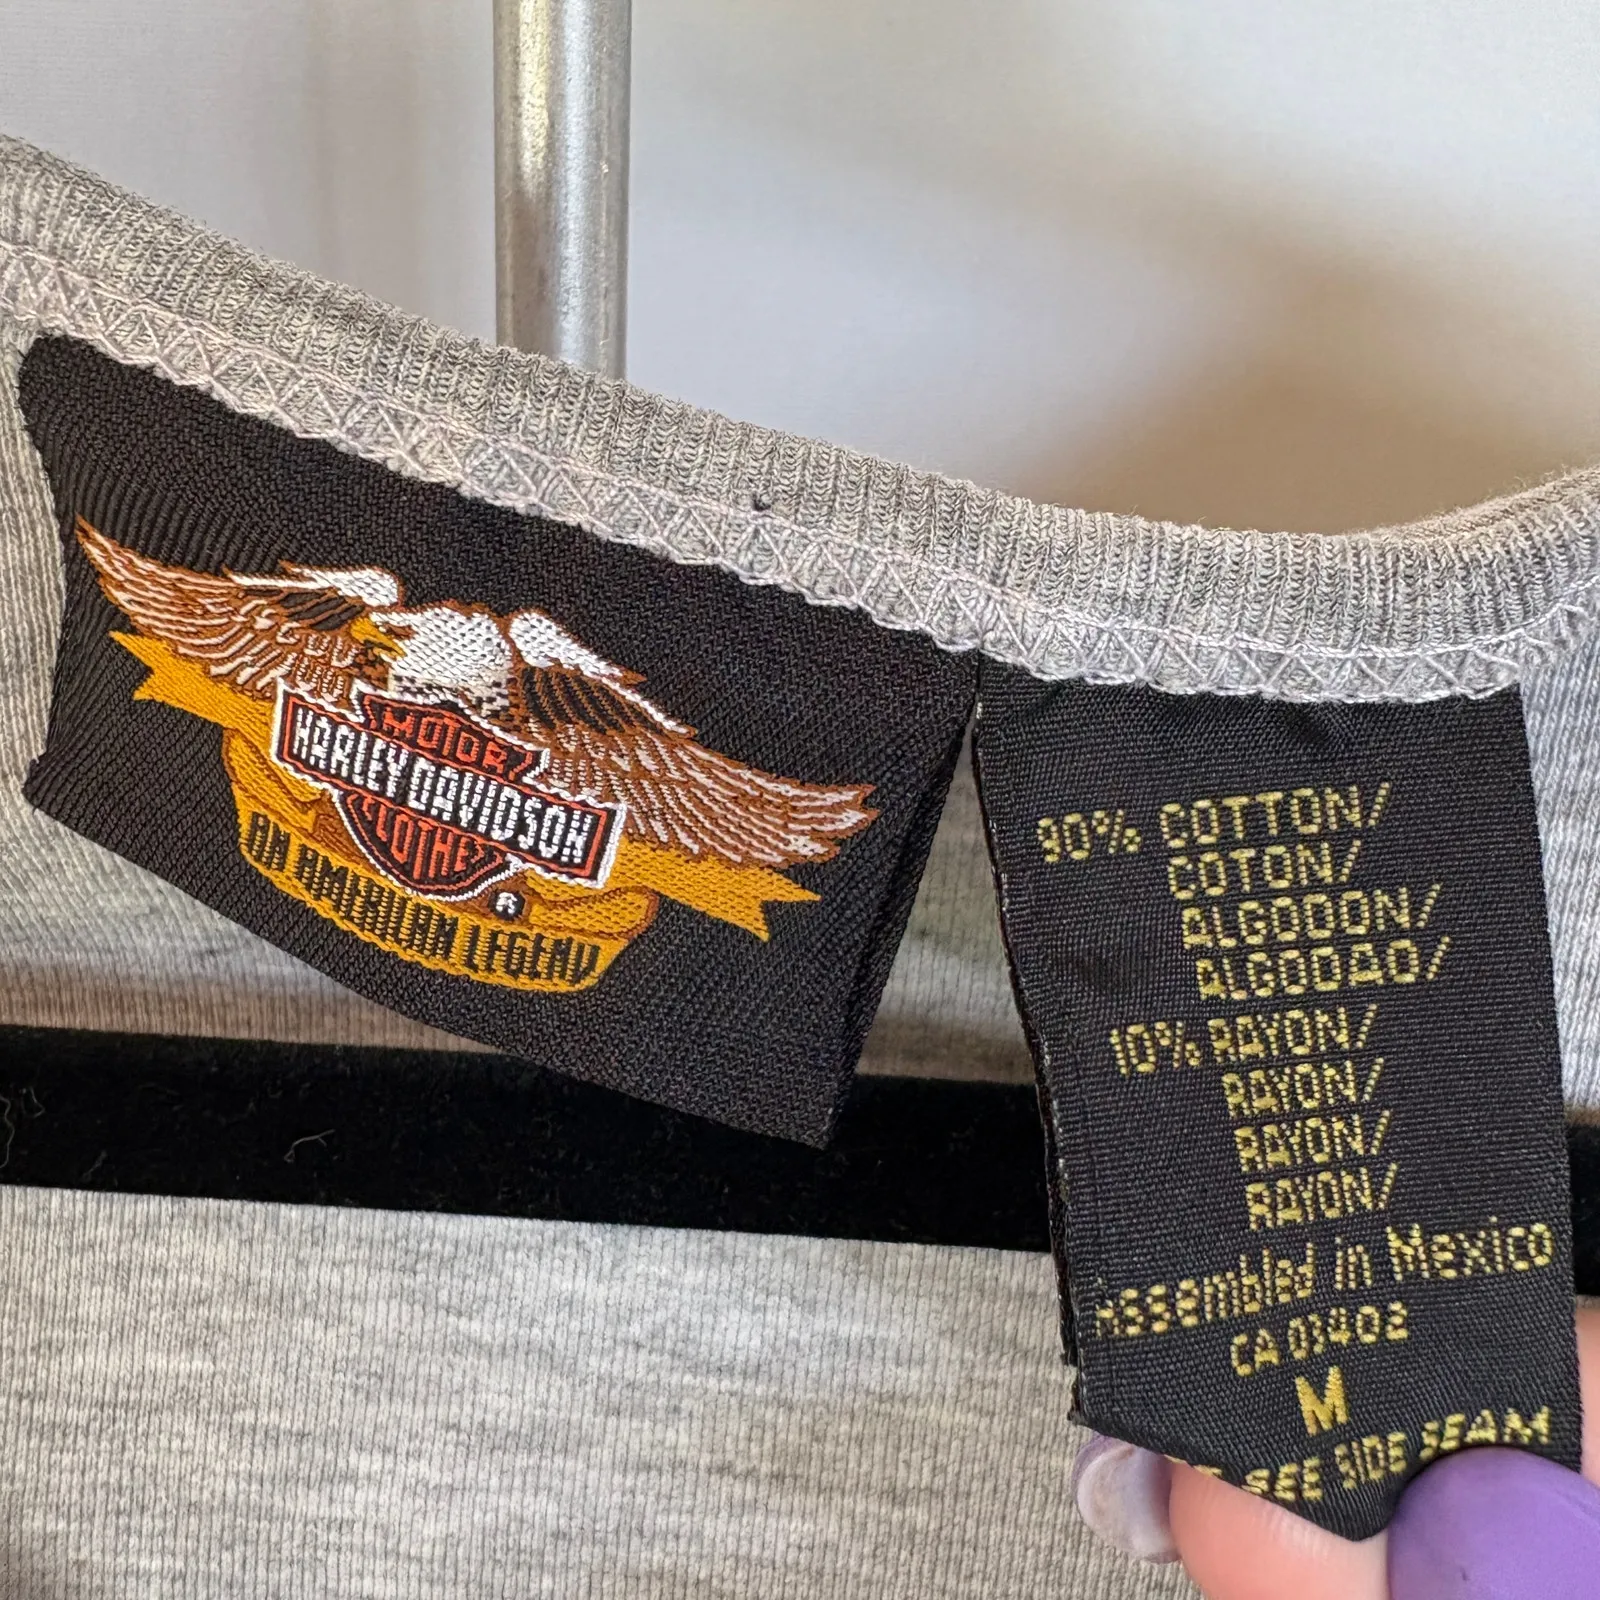 MOTOR
HARLEY-DAVIDSON
CLOTHES
®
AN AMERICAN LEGEND
90% COTTON/
COTON/
ALGODON/
ALGODAO/
10% RAYON/
RAYON/
RAYON/
RAYON/
Assembled in Mexico
CA 03402
M
SEE SIDE SEAM